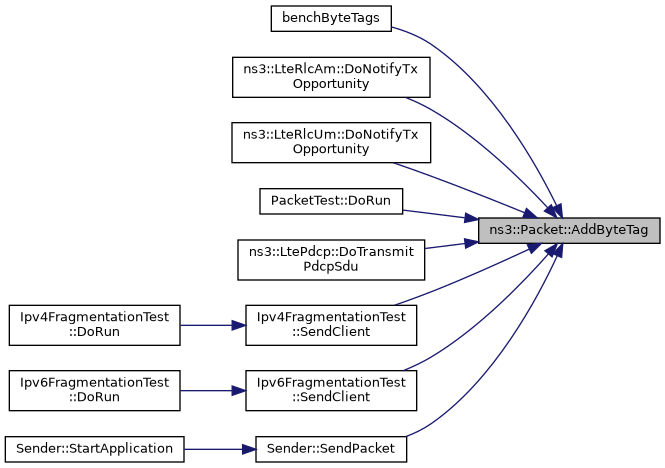 benchByteTags
ns3::LteRlcAm::DoNotifyTx
Opportunity
ns3::LteRlcUm::DoNotifyTx
Opportunity
PacketTest::DoRun
ns3::Packet::AddByteTag
ns3::LtePdcp::DoTransmit
PdcpSdu
Ipv4FragmentationTest
::DoRun
Ipv4FragmentationTest
::SendClient
Ipv6FragmentationTest
::DoRun
Ipv6FragmentationTest
::SendClient
Sender::StartApplication
Sender::SendPacket